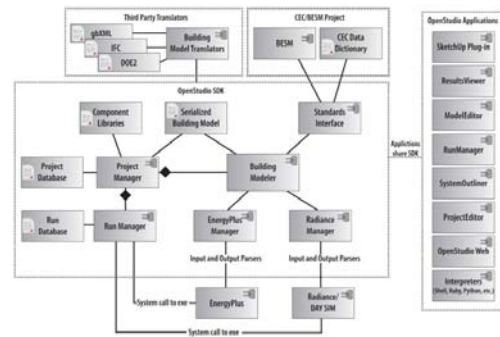 Third Party Translators
gbXML
IFC
DOE2
Building
Model Translators
CEC/BESM Project
BESM
CEC Data
Dictionary
OpenStudio Applications
SketchUp Plug-in
ResultsViewer
ModelEditor
RunManager
SystemOutliner
ProjectEditor
OpenStudio Web
Interpreters
(Shell, Ruby, Python, etc.)
OpenStudio SDK
Component
Libraries
Serialized
Building Model
Standards
Interface
Applictions
share SDK
Project
Database
Project
Manager
Building
Modeler
Run
Database
Run Manager
EnergyPlus
Manager
Radiance
Manager
Input and Output Parsers
Input and Output Parsers
System call to exe
EnergyPlus
Radiance/
DAY SIM
System call to exe